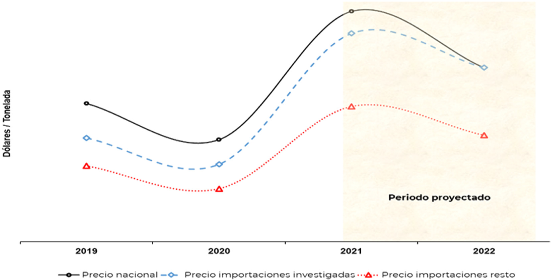 Dólares / Tonelada
Periodo proyectado
2019 2020 2021 2022
Precio nacional Precio importaciones investigadas Precio importaciones resto